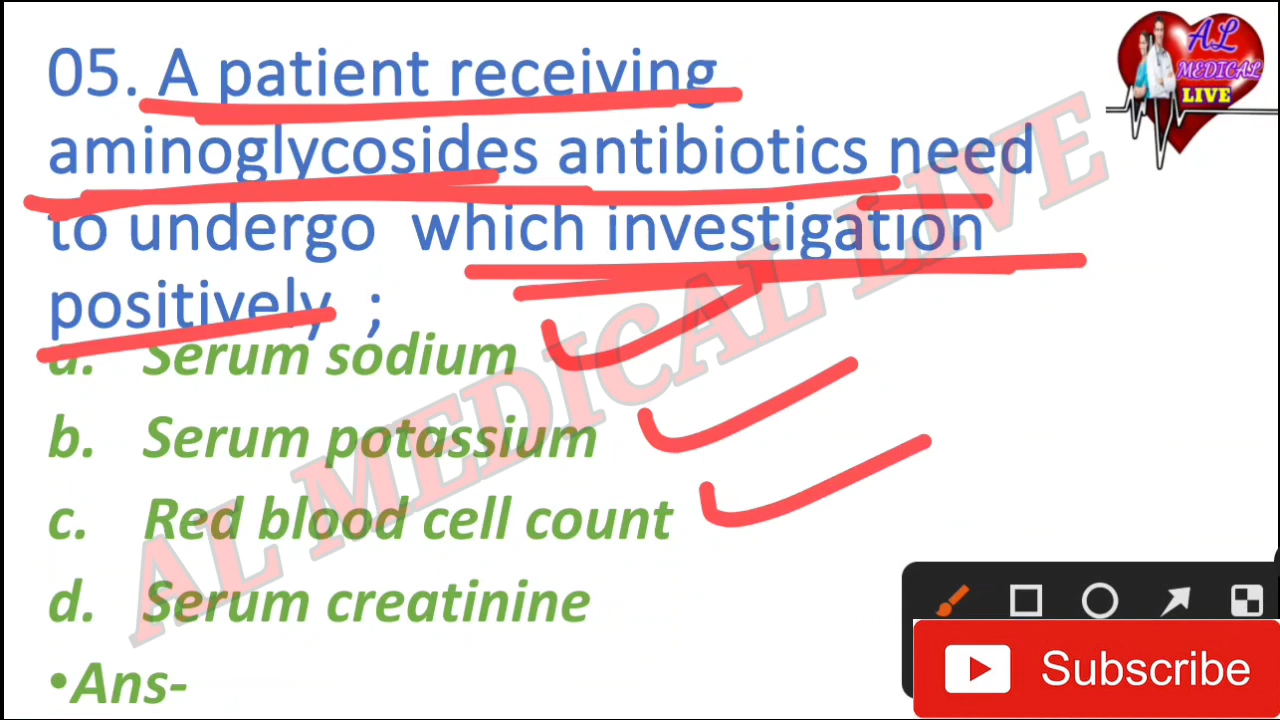 05. A patient receiving
aminoglycosides antibiotics need
to undergo which investigation
positively ;
a. Serum sodium
b. Serum potassium
c. Red blood cell count
d. Serum creatinine
•Ans-
AL MEDICAL LIVE
AL
MEDICAL
LIVE
Subscribe